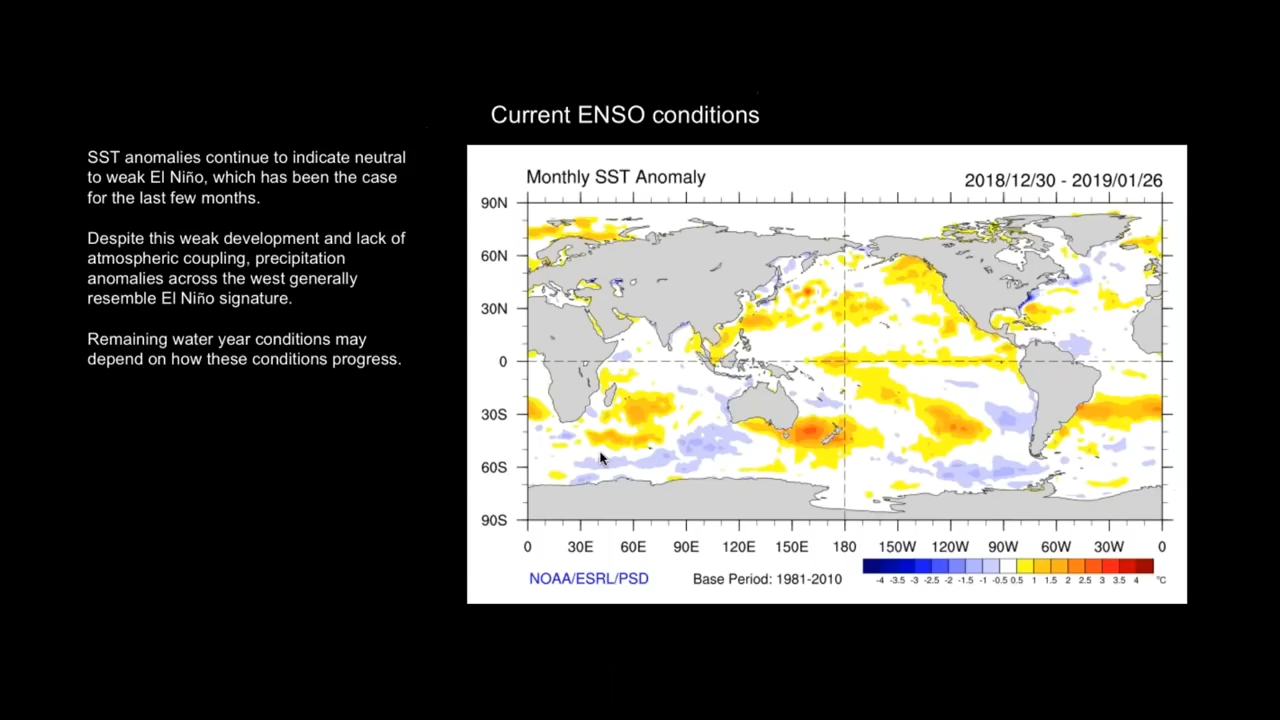 Current ENSO conditions
SST anomalies continue to indicate neutral
to weak El Niño, which has been the case
for the last few months.
Despite this weak development and lack of
atmospheric coupling, precipitation
anomalies across the west generally
resemble El Niño signature.
Remaining water year conditions may
depend on how these conditions progress.
Monthly SST Anomaly
2018/12/30 - 2019/01/26
90N
60N
30N
0
30S
60S
90S
0 30E 60E 90E 120E 150E 180 150W 120W 90W 60W 30W 0
NOAA/ESRL/PSD
Base Period: 1981-2010
-4 -3.5 -3 -2.5 -2 -1.5 -1 -0.5 0.5 1 1.5 2 2.5 3 3.5 4 °C